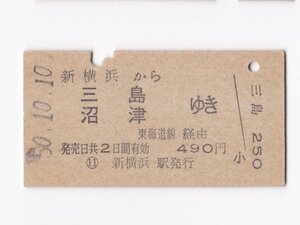 50.10.10
新横浜から
三島
沼津
ゆき
東海道線 経由
発売日共2日間有効 490円
⑪ 新横浜 駅発行
三島 250
小